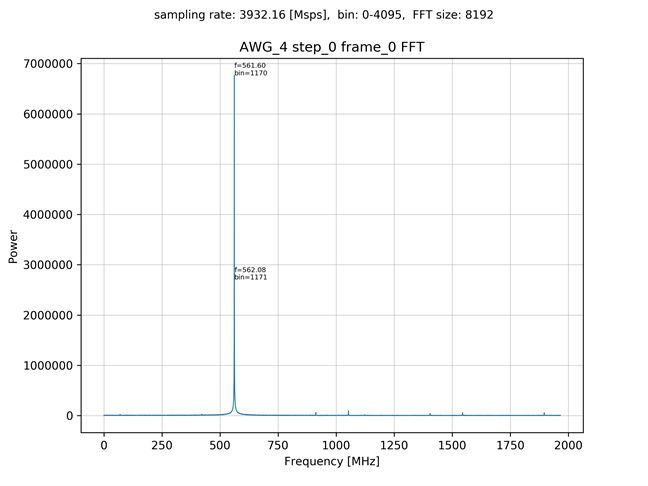 sampling rate: 3932.16 [Msps],  bin: 0-4095,  FFT size: 8192
AWG_4 step_0 frame_0 FFT
7000000
f=561.60
bin=1170
6000000
5000000
4000000
Power
3000000
f=562.08
bin=1171
2000000
1000000
0
0 250 500 750 1000 1250 1500 1750 2000
Frequency [MHz]